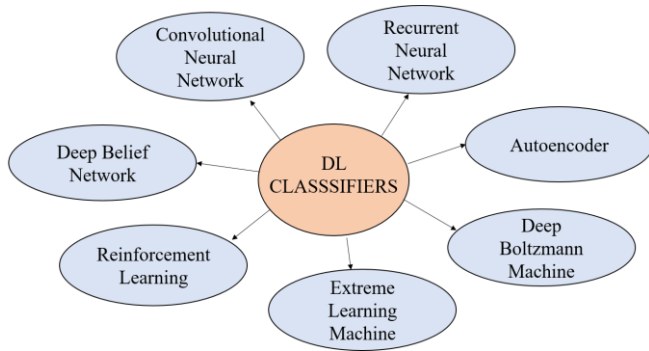 Convolutional
Neural
Network
Recurrent
Neural
Network
DL
CLASSSIFIERS
Autoencoder
Deep Belief
Network
Deep
Boltzmann
Machine
Reinforcement
Learning
Extreme
Learning
Machine